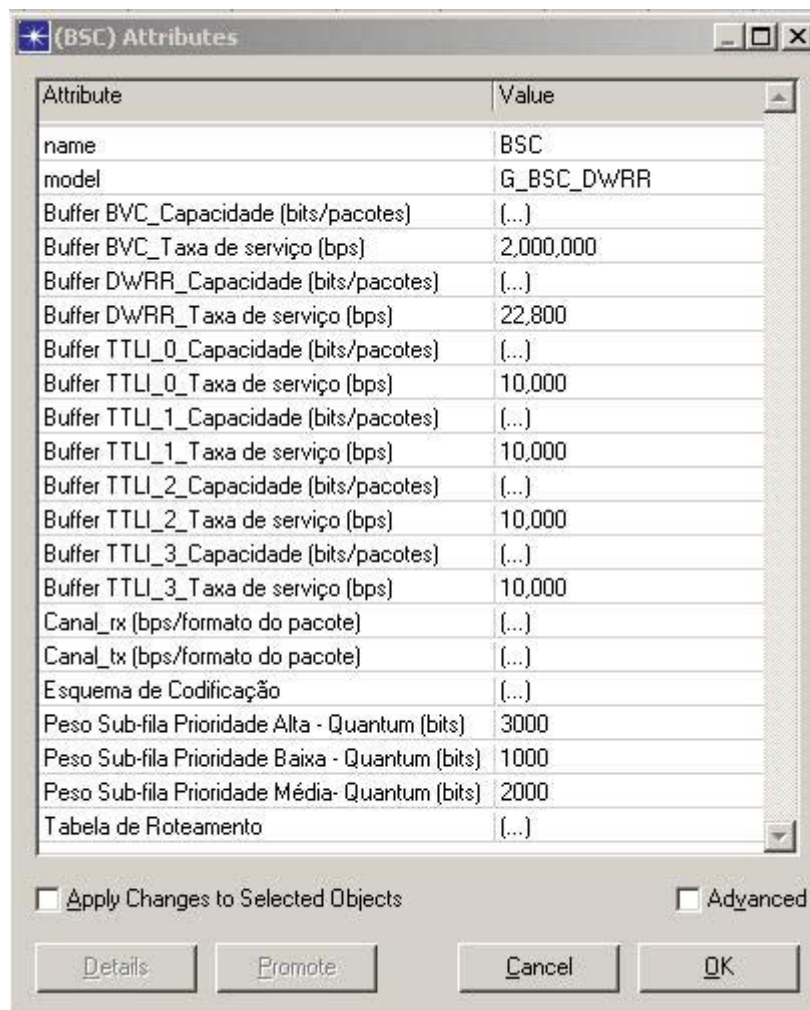 (BSC) Attributes
Attribute Value
name BSC
model G_BSC_DWRR
Buffer BVC_Capacidade (bits/pacotes) (...)
Buffer BVC_Taxa de serviço (bps) 2,000,000
Buffer DWRR_Capacidade (bits/pacotes) (...)
Buffer DWRR_Taxa de serviço (bps) 22,800
Buffer TTLI_0_Capacidade (bits/pacotes) (...)
Buffer TTLI_0_Taxa de serviço (bps) 10,000
Buffer TTLI_1_Capacidade (bits/pacotes) (...)
Buffer TTLI_1_Taxa de serviço (bps) 10,000
Buffer TTLI_2_Capacidade (bits/pacotes) (...)
Buffer TTLI_2_Taxa de serviço (bps) 10,000
Buffer TTLI_3_Capacidade (bits/pacotes) (...)
Buffer TTLI_3_Taxa de serviço (bps) 10,000
Canal_rx (bps/formato do pacote) (...)
Canal_tx (bps/formato do pacote) (...)
Esquema de Codificação (...)
Peso Sub-fila Prioridade Alta - Quantum (bits) 3000
Peso Sub-fila Prioridade Baixa - Quantum (bits) 1000
Peso Sub-fila Prioridade Média- Quantum (bits) 2000
Tabela de Roteamento (...)
Apply Changes to Selected Objects Advanced
Details Promote Cancel OK